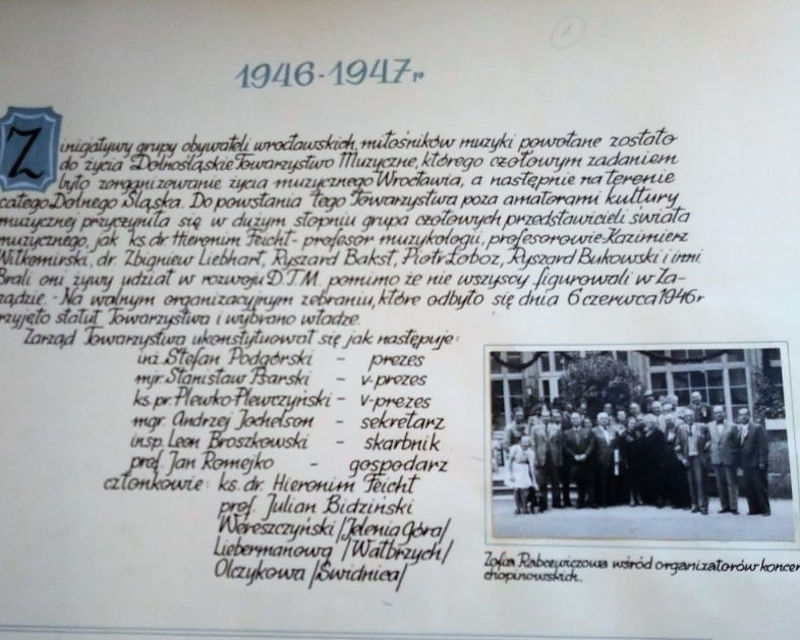 1946-1947r
Z inicjatywy grupy obywateli wrocławskich, miłośników muzyki powołane zostało
do życia Dolnośląskie Towarzystwo Muzyczne, którego czołowym zadaniem
było zorganizowanie życia muzycznego Wrocławia, a następnie na terenie
całego Dolnego Śląska. Do powstania tego Towarzystwa poza amatorami kultury
muzycznej przyczyniła się w dużym stopniu grupa czołowych przedstawicieli świata
muzycznego, jak ks. dr Hieronim Feicht - profesor muzykologii, profesorowie Kazimierz
Wiłkomirski, dr. Zbigniew Liebhart, Ryszard Bakst, Piotr Łoboz, Ryszard Bukowski i inni
Brali oni żywy udział w rozwoju D.T.M. pomimo że nie wszyscy figurowali w Za-
rządzie. - Na walnym organizacyjnym zebraniu, które odbyło się dnia 6 czerwca 1946r
rzyjęto statut Towarzystwa i wybrano władze.
Zarząd Towarzystwa ukonstytuował się jak następuje:
inż. Stefan Podgórski - prezes
mjr. Stanisław Psarski - v-prezes
ks. pr. Plewko-Plewczyński - v-prezes
mgr. Andrzej Jochelson - sekretarz
insp. Leon Broszkowski - skarbnik
prof. Jan Romejko - gospodarz
członkowie: ks. dr. Hieronim Feicht
prof. Julian Bidziński
Wereszczyński /Jelenia Góra/
Liebermanowa /Wałbrzych/
Olczykowa /Świdnica/
Zofia Rabcewiczowa wśród organizatorów koncer
chopinowskich.